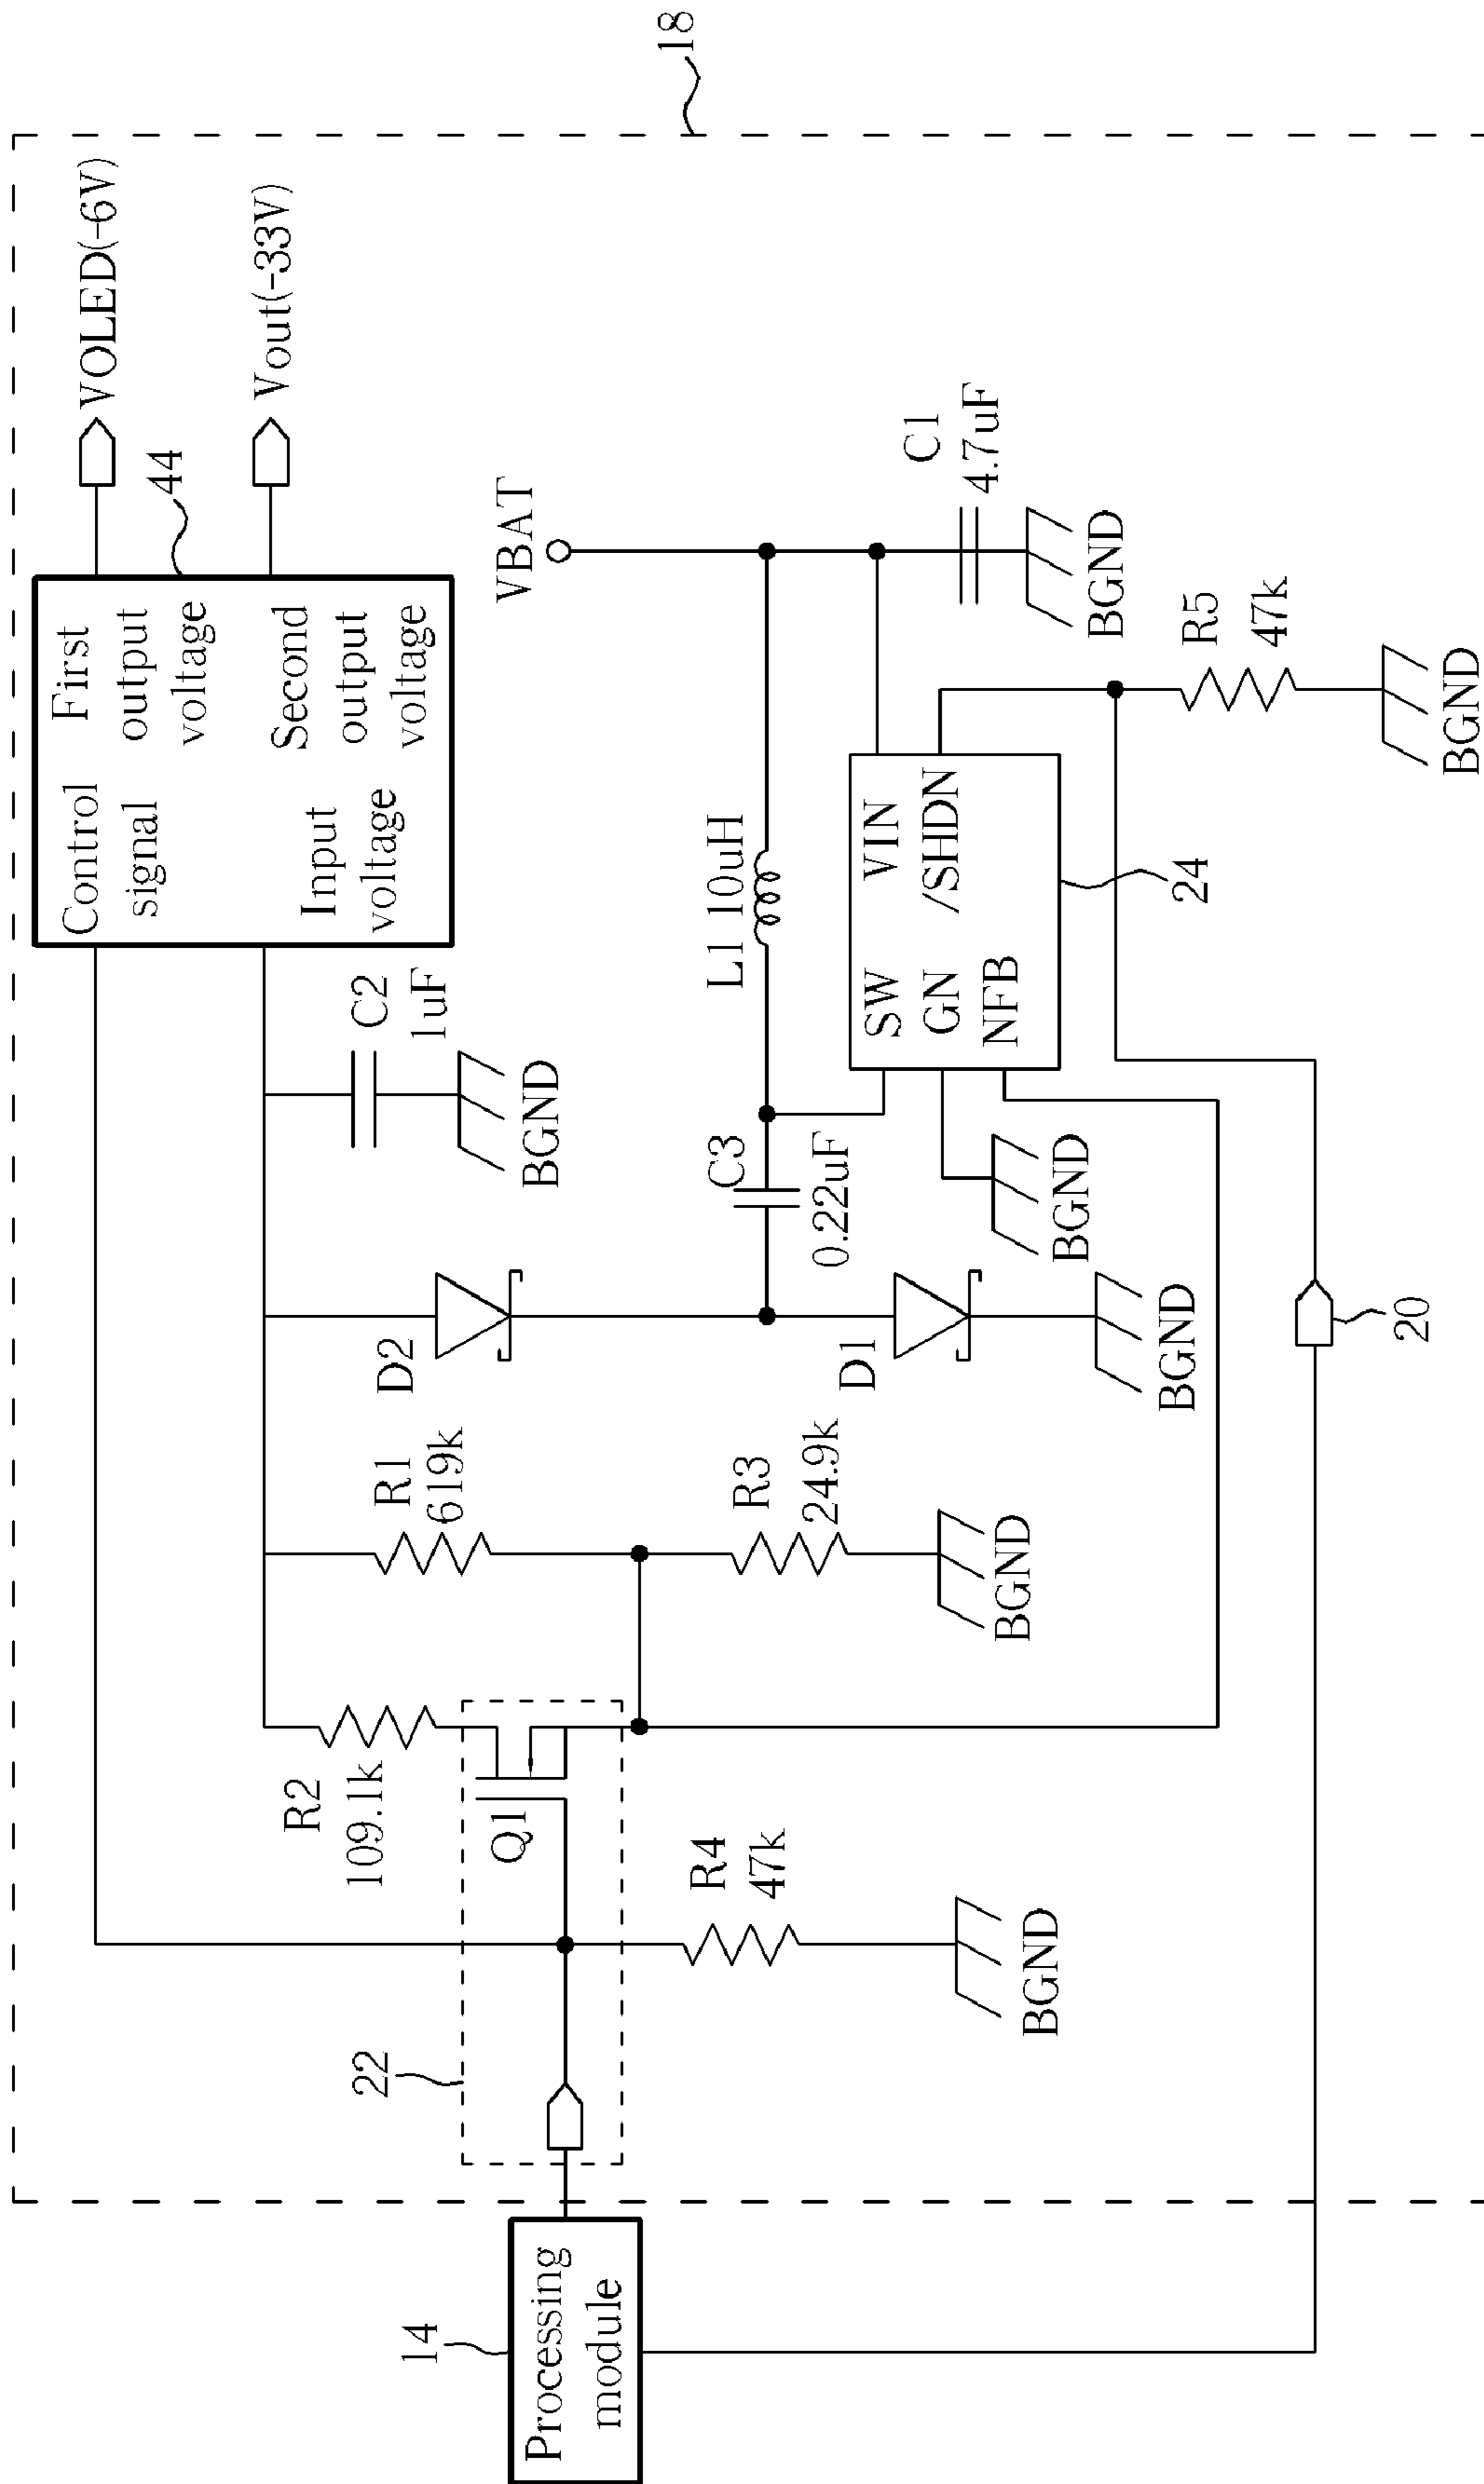 18
VOLED(-6V)
Vout(-33V)
44
First
output
voltage
Second
output
voltage
Control
signal
Input
voltage
VBAT
C1
4.7uF
BGND
R5
47k
BGND
L1 10uH
SW VIN
GN /SHDN
NFB
24
C2
1uF
BGND
C3
0.22uF
BGND
D2
D1
BGND
20
R1
619k
R3
24.9k
BGND
R2
109.1k
Q1
R4
47k
BGND
22
14
Processing
module